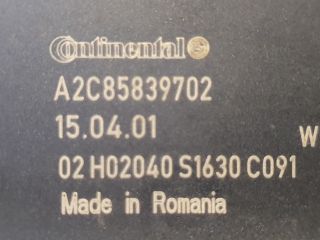 Continental
A2C85839702
15.04.01 W
02 H02040 S1630 C091
Made in Romania